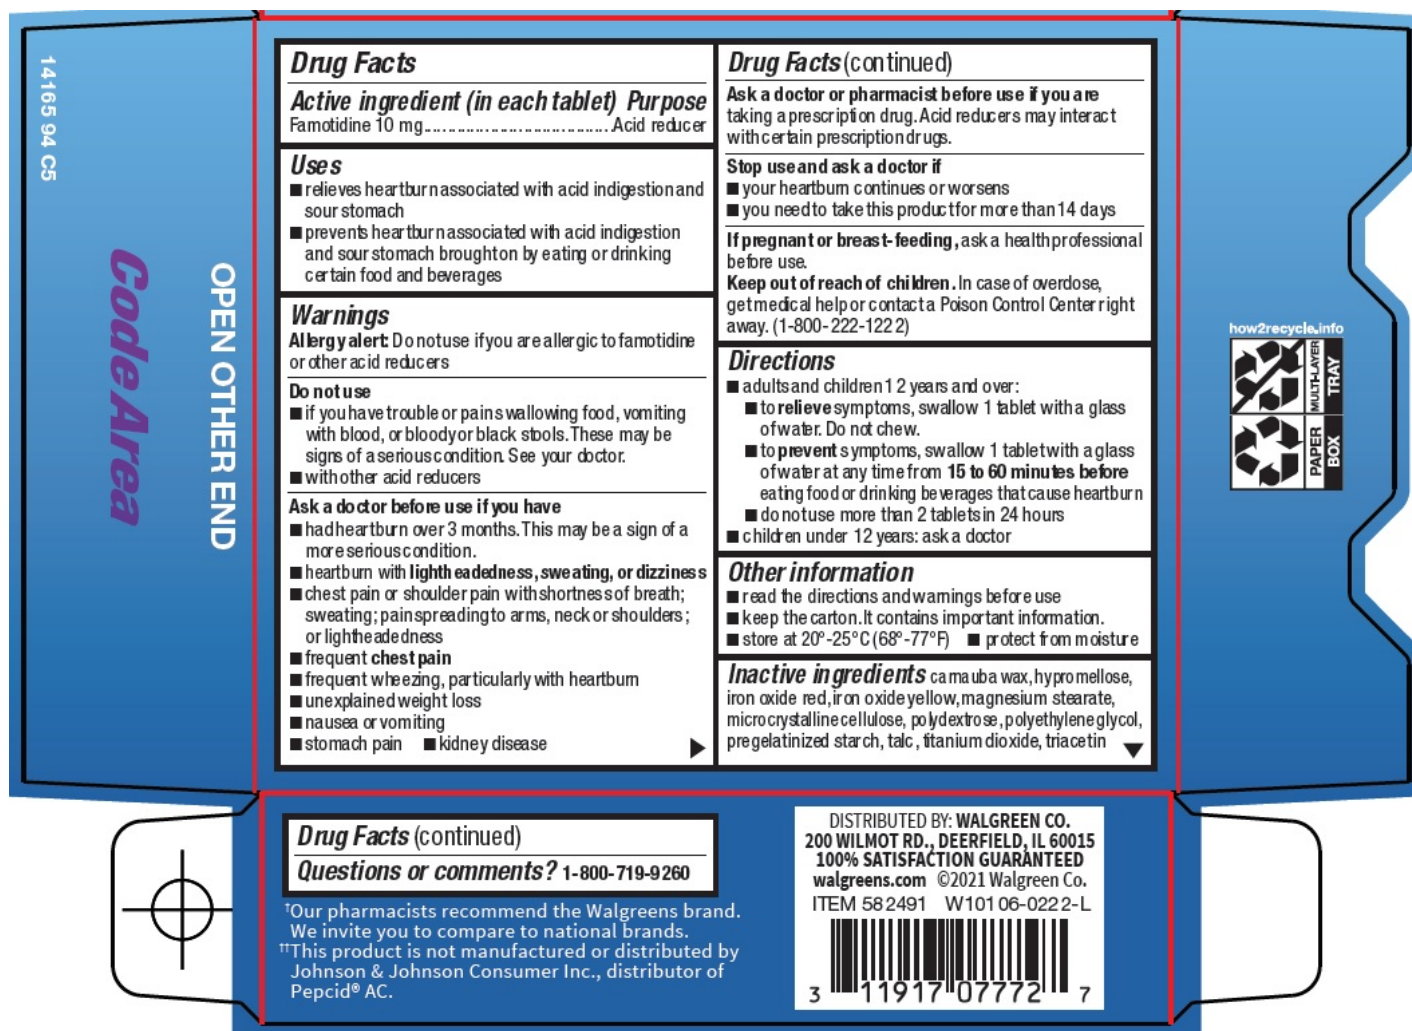 14165 94 C5
Code Area
OPEN OTHER END
Drug Facts
Active ingredient (in each tablet) Purpose
Famotidine 10 mg........................................Acid reducer
Uses
■ relieves heartburn associated with acid indigestion and
sour stomach
■ prevents heartburn associated with acid indigestion
and sour stomach brought on by eating or drinking
certain food and beverages
Warnings
Allergy alert: Do not use if you are allergic to famotidine
or other acid reducers
Do not use
■ if you have trouble or pain swallowing food, vomiting
with blood, or bloody or black stools. These may be
signs of a serious condition. See your doctor.
■ with other acid reducers
Ask a doctor before use if you have
■ had heartburn over 3 months. This may be a sign of a
more serious condition.
■ heartburn with lightheadedness, sweating, or dizziness
■ chest pain or shoulder pain with shortness of breath;
sweating; pain spreading to arms, neck or shoulders;
or lightheadedness
■ frequent chest pain
■ frequent wheezing, particularly with heartburn
■ unexplained weight loss
■ nausea or vomiting
■ stomach pain ■ kidney disease
Drug Facts (continued)
Ask a doctor or pharmacist before use if you are
taking a prescription drug. Acid reducers may interact
with certain prescription drugs.
Stop use and ask a doctor if
■ your heartburn continues or worsens
■ you need to take this product for more than 14 days
If pregnant or breast-feeding, ask a health professional
before use.
Keep out of reach of children. In case of overdose,
get medical help or contact a Poison Control Center right
away. (1-800-222-1222)
Directions
■ adults and children 12 years and over:
■ to relieve symptoms, swallow 1 tablet with a glass
of water. Do not chew.
■ to prevent symptoms, swallow 1 tablet with a glass
of water at any time from 15 to 60 minutes before
eating food or drinking beverages that cause heartburn
■ do not use more than 2 tablets in 24 hours
■ children under 12 years: ask a doctor
Other information
■ read the directions and warnings before use
■ keep the carton. It contains important information.
■ store at 20°-25°C (68°-77°F) ■ protect from moisture
Inactive ingredients carnauba wax, hypromellose,
iron oxide red, iron oxide yellow, magnesium stearate,
microcrystalline cellulose, polydextrose, polyethylene glycol,
pregelatinized starch, talc, titanium dioxide, triacetin
how2recycle.info
MULTI-LAYER
TRAY
PAPER
BOX
Drug Facts (continued)
Questions or comments? 1-800-719-9260
†Our pharmacists recommend the Walgreens brand.
We invite you to compare to national brands.
††This product is not manufactured or distributed by
Johnson & Johnson Consumer Inc., distributor of
Pepcid® AC.
DISTRIBUTED BY: WALGREEN CO.
200 WILMOT RD., DEERFIELD, IL 60015
100% SATISFACTION GUARANTEED
walgreens.com ©2021 Walgreen Co.
ITEM 582491 W10106-0222-L
3 11917 07772 7